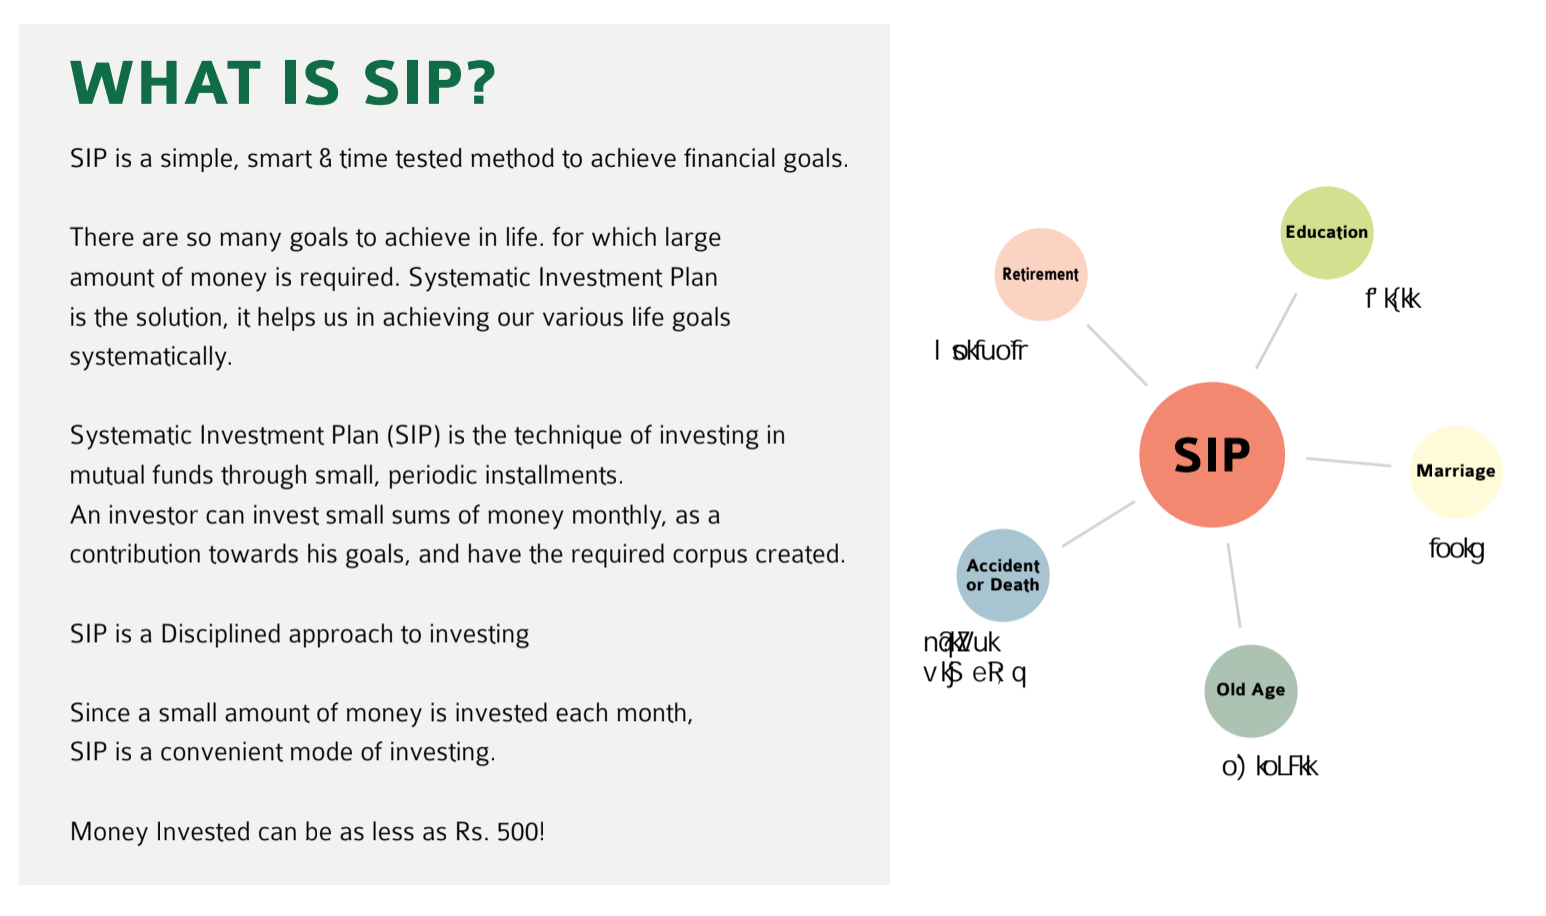 WHAT IS SIP?
SIP is a simple, smart & time tested method to achieve financial goals.
There are so many goals to achieve in life. for which large
amount of money is required. Systematic Investment Plan
is the solution, it helps us in achieving our various life goals
systematically.
Systematic Investment Plan (SIP) is the technique of investing in
mutual funds through small, periodic installments.
An investor can invest small sums of money monthly, as a
contribution towards his goals, and have the required corpus created.
SIP is a Disciplined approach to investing
Since a small amount of money is invested each month,
SIP is a convenient mode of investing.
Money Invested can be as less as Rs. 500!
Education
Retirement
SIP
Marriage
fookg
Accident
or Death
Old Age